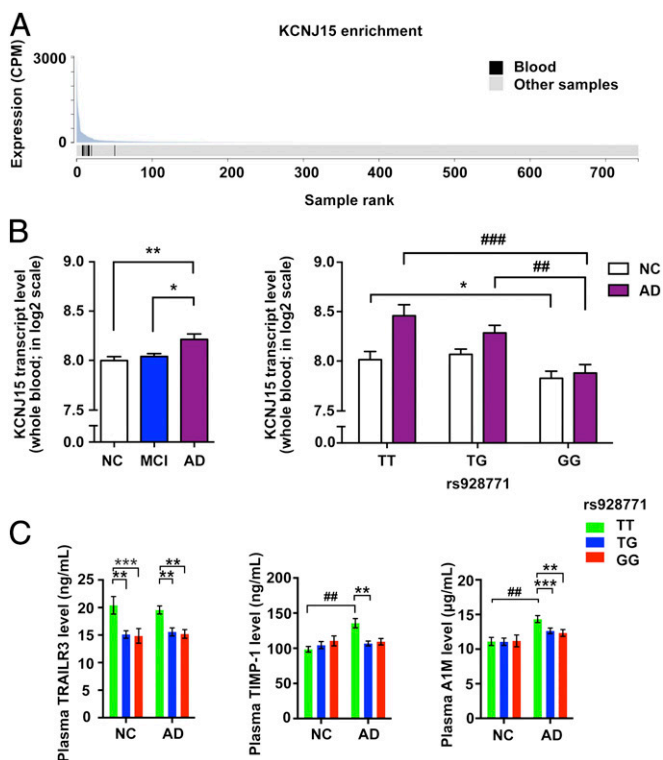 A
KCNJ15 enrichment
Expression (CPM)
3000
0
Blood
Other samples
0 100 200 300 400 500 600 700
Sample rank
B
KCNJ15 transcript level
(whole blood; in log2 scale)
9.0
8.5
8.0
7.5
0.0
**
*
NC MCI AD
KCNJ15 transcript level
(whole blood; in log2 scale)
9.0
8.5
8.0
7.5
0.0
###
##
*
NC
AD
TT TG GG
rs928771
C
rs928771
TT
TG
GG
Plasma TRAILR3 level (ng/mL)
25
20
15
10
5
0
*** **
** **
NC AD
Plasma TIMP-1 level (ng/mL)
200
150
100
50
0
## **
NC AD
Plasma A1M level (μg/mL)
20
15
10
5
0
**
## ***
NC AD